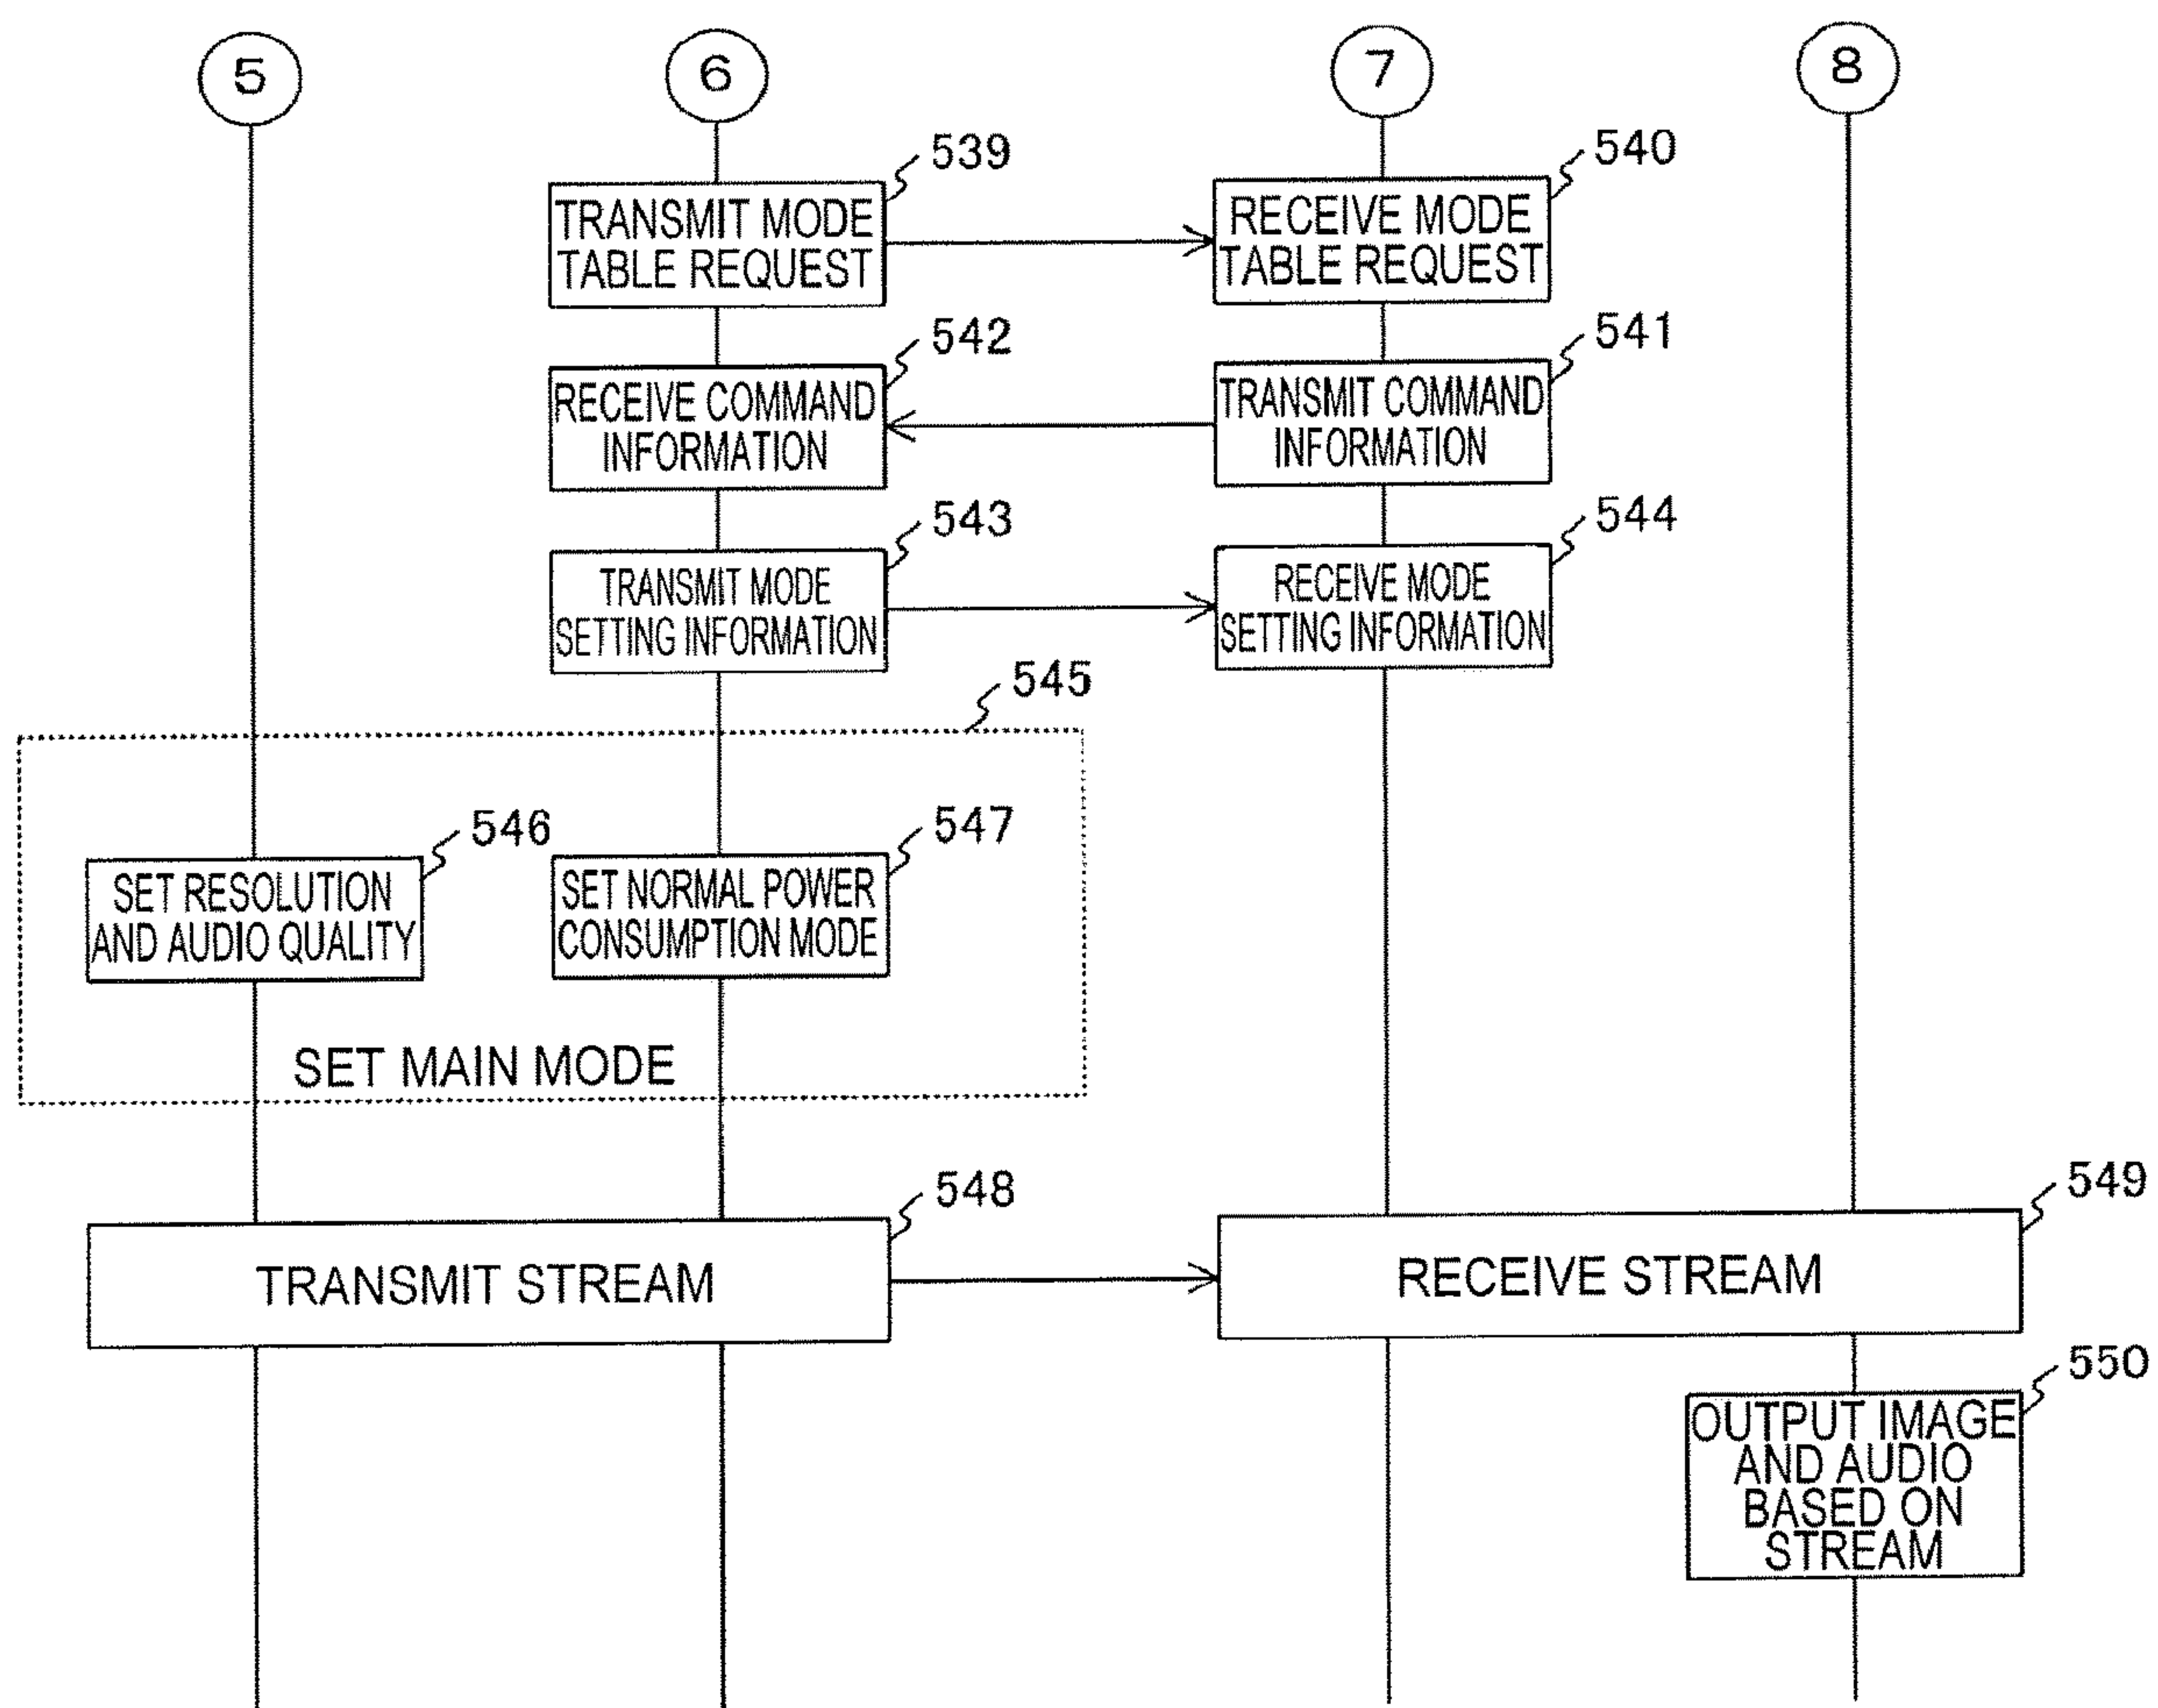 5
6
7
8
539
540
TRANSMIT MODE
TABLE REQUEST
RECEIVE MODE
TABLE REQUEST
542
541
RECEIVE COMMAND
INFORMATION
TRANSMIT COMMAND
INFORMATION
543
544
TRANSMIT MODE
SETTING INFORMATION
RECEIVE MODE
SETTING INFORMATION
545
546
547
SET RESOLUTION
AND AUDIO QUALITY
SET NORMAL POWER
CONSUMPTION MODE
SET MAIN MODE
548
549
TRANSMIT STREAM
RECEIVE STREAM
550
OUTPUT IMAGE
AND AUDIO
BASED ON
STREAM